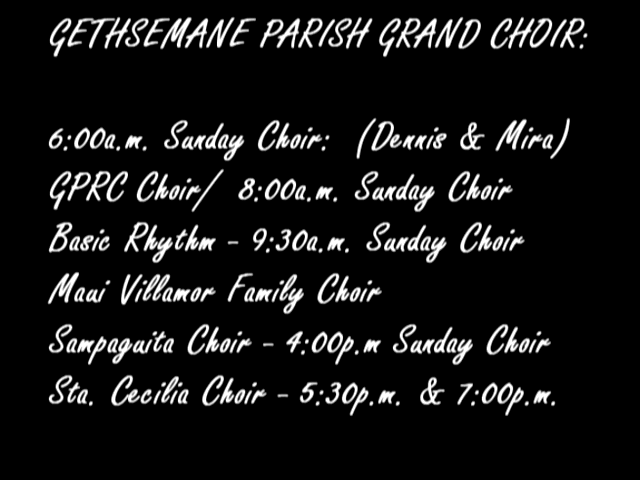 GETHSEMANE PARISH GRAND CHOIR:
6:00a.m. Sunday Choir: (Dennis & Mira)
GPRC Choir/ 8:00a.m. Sunday Choir
Basic Rhythm - 9:30a.m. Sunday Choir
Maui Villamor Family Choir
Sampaguita Choir - 4:00p.m Sunday Choir
Sta. Cecilia Choir - 5:30p.m. & 7:00p.m.